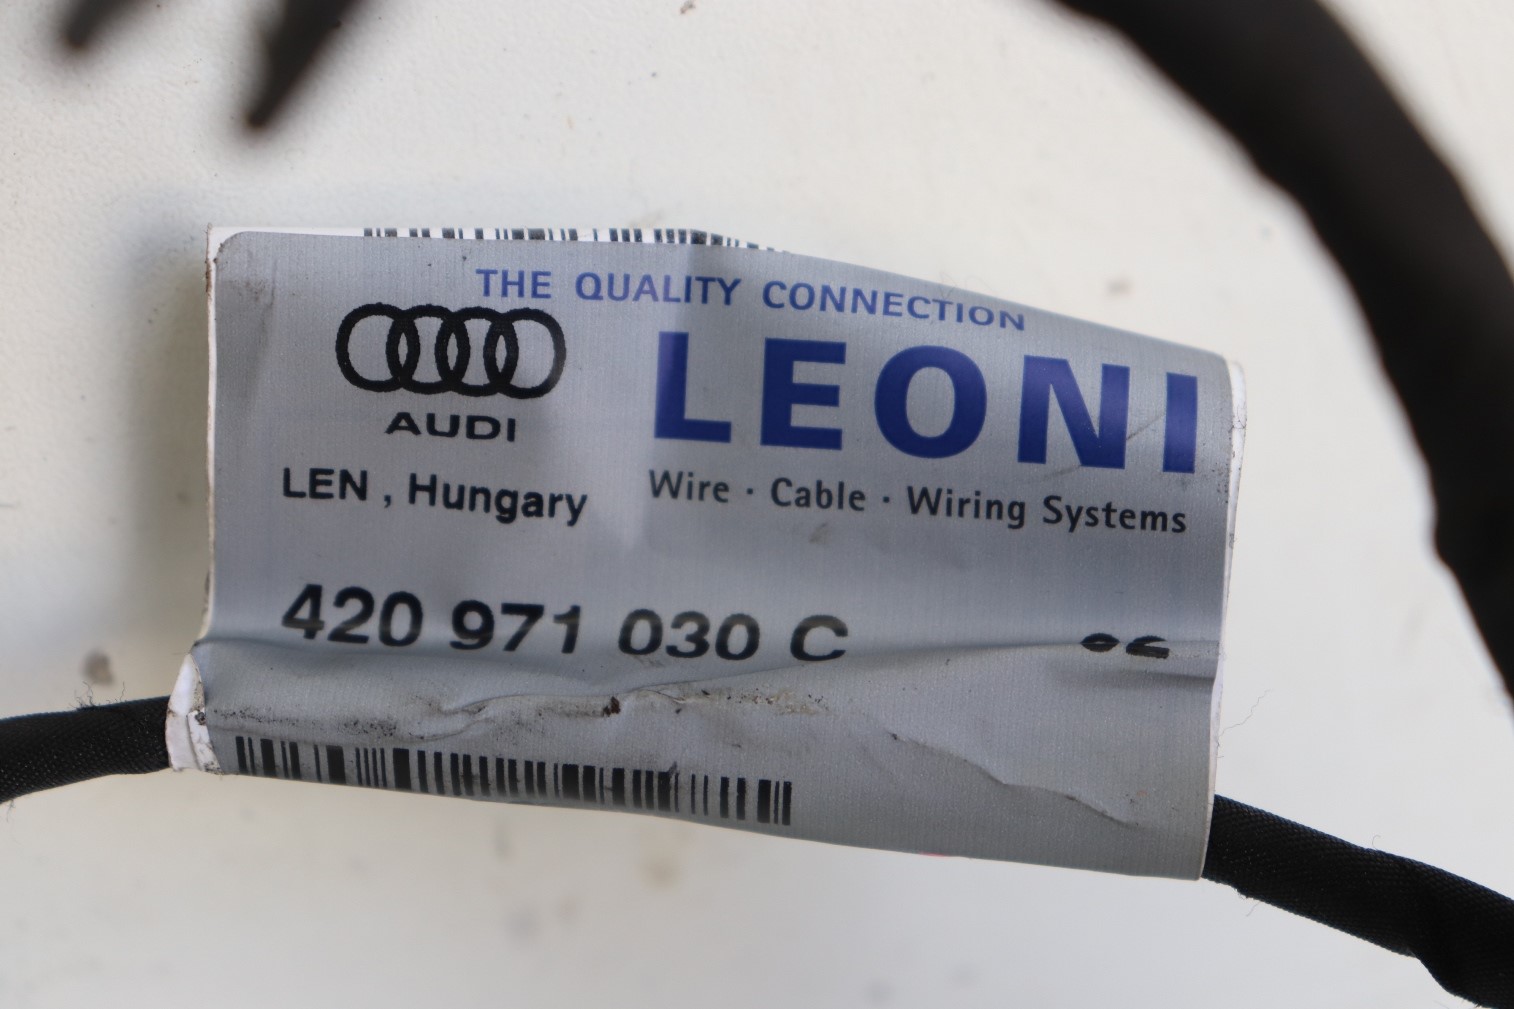 THE QUALITY CONNECTION
AUDI
LEONI
LEN , Hungary
Wire · Cable · Wiring Systems
420 971 030 C